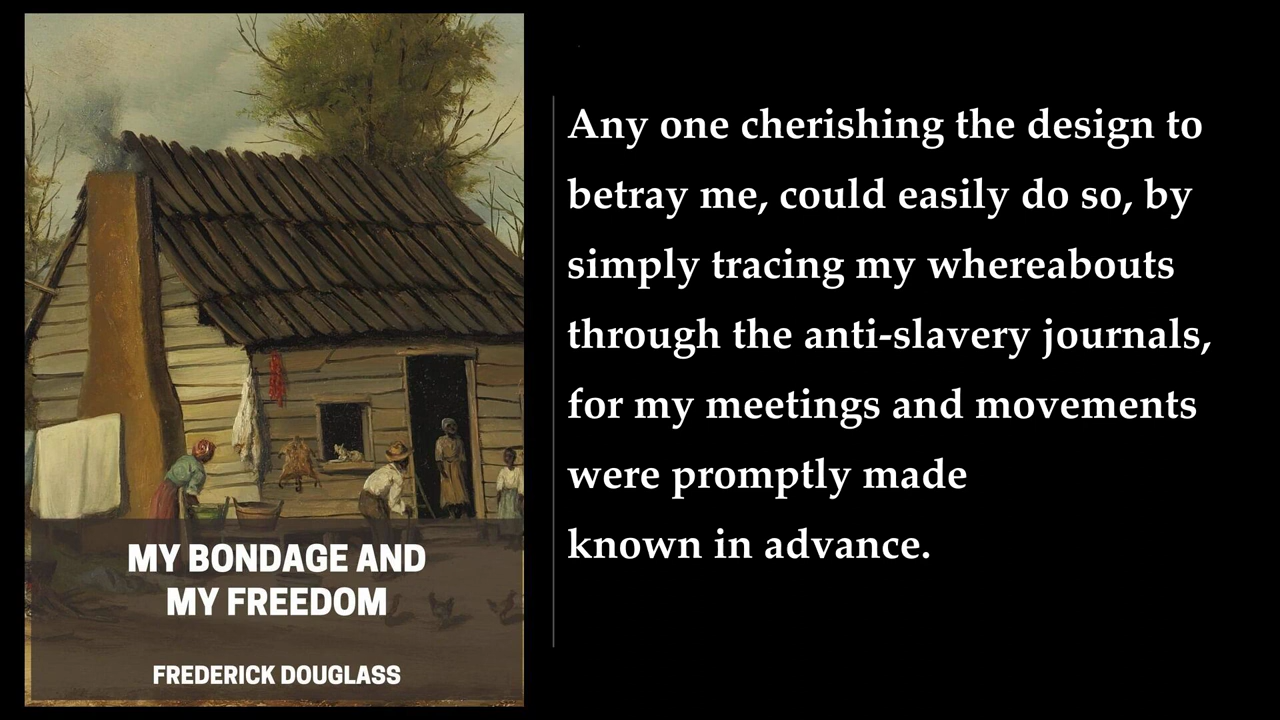 MY BONDAGE AND
MY FREEDOM
FREDERICK DOUGLASS
Any one cherishing the design to
betray me, could easily do so, by
simply tracing my whereabouts
through the anti-slavery journals,
for my meetings and movements
were promptly made
known in advance.